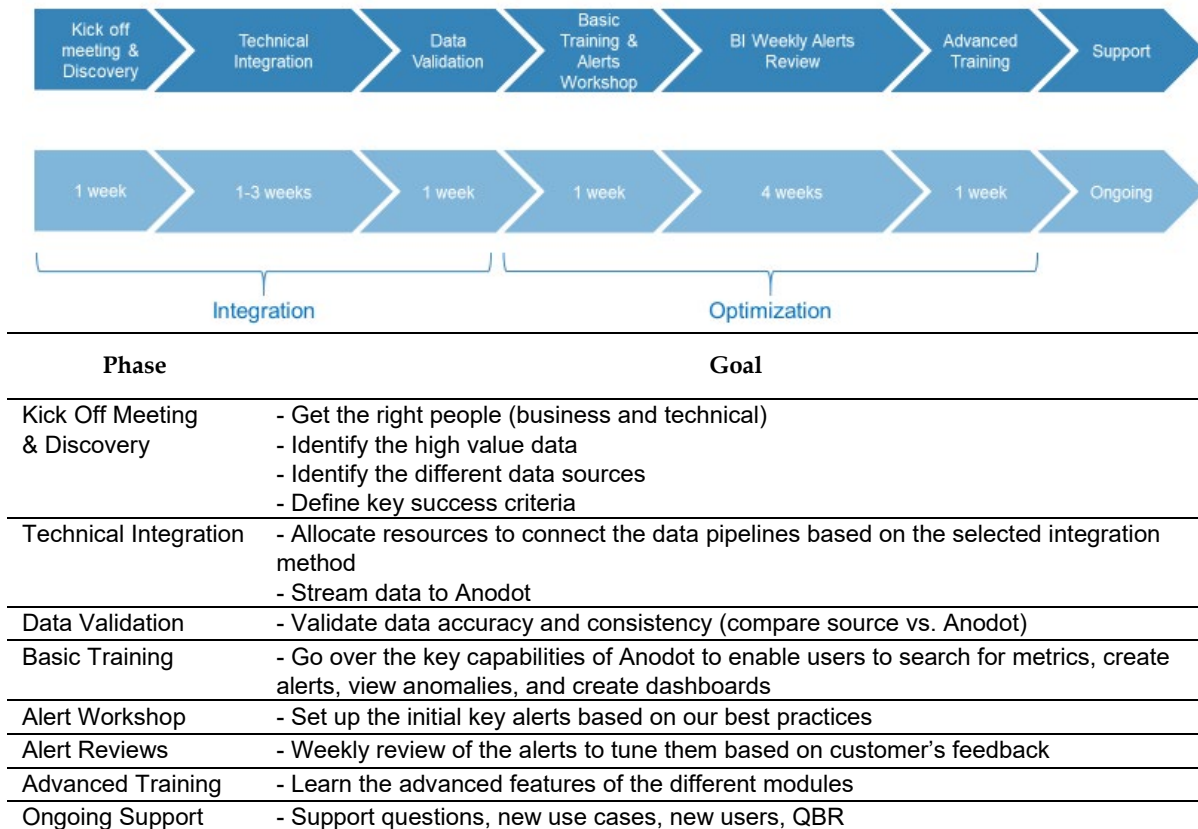 Kick off
meeting &
Discovery
Technical
Integration
Data
Validation
Basic
Training &
Alerts
Workshop
BI Weekly Alerts
Review
Advanced
Training
Support
1 week
1-3 weeks
1 week
1 week
4 weeks
1 week
Ongoing
Integration
Optimization
Phase Goal
Kick Off Meeting - Get the right people (business and technical)
& Discovery - Identify the high value data
- Identify the different data sources
- Define key success criteria
Technical Integration - Allocate resources to connect the data pipelines based on the selected integration
method
- Stream data to Anodot
Data Validation - Validate data accuracy and consistency (compare source vs. Anodot)
Basic Training - Go over the key capabilities of Anodot to enable users to search for metrics, create
alerts, view anomalies, and create dashboards
Alert Workshop - Set up the initial key alerts based on our best practices
Alert Reviews - Weekly review of the alerts to tune them based on customer’s feedback
Advanced Training - Learn the advanced features of the different modules
Ongoing Support - Support questions, new use cases, new users, QBR